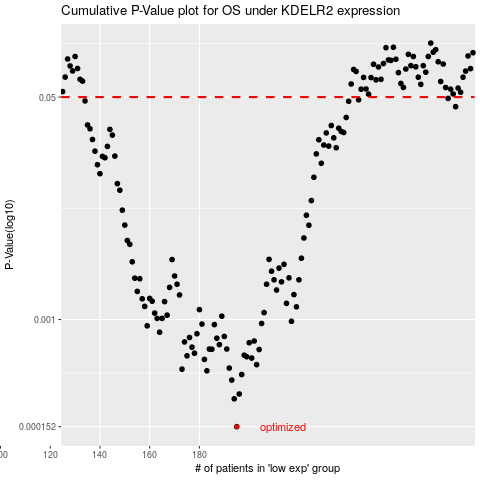 Cumulative P-Value plot for OS under KDELR2 expression
0.05
P-Value(log10)
0.001
0.000152
optimized
00 120 140 160 180
# of patients in 'low exp' group